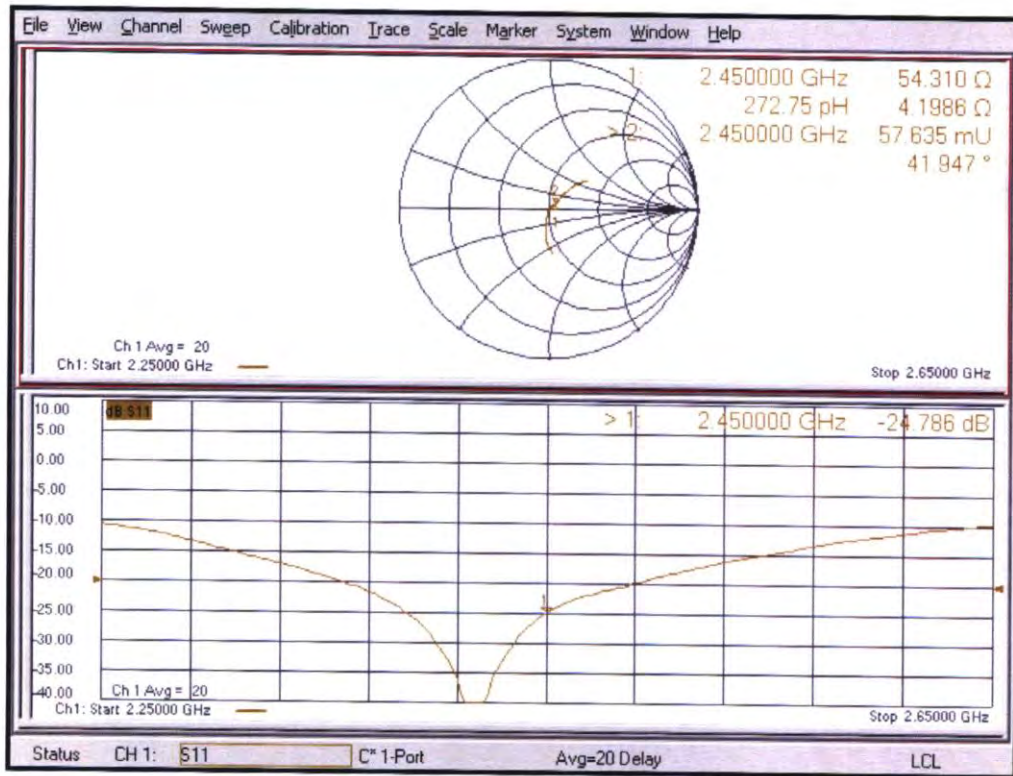 File View Channel Sweep Calibration Trace Scale Marker System Window Help
1: 2.450000 GHz 54.310 Ω
272.75 pH 4.1986 Ω
> 2: 2.450000 GHz 57.635 mU
41.947 °
2
1
Ch 1 Avg = 20
Ch1: Start 2.25000 GHz
Stop 2.65000 GHz
10.00 dB S11 > 1: 2.450000 GHz -24.786 dB
5.00
0.00
-5.00
-10.00
-15.00
-20.00
-25.00 1
-30.00
-35.00
-40.00
Ch 1 Avg = 20
Ch1: Start 2.25000 GHz
Stop 2.65000 GHz
Status CH 1: S11 C* 1-Port Avg=20 Delay LCL